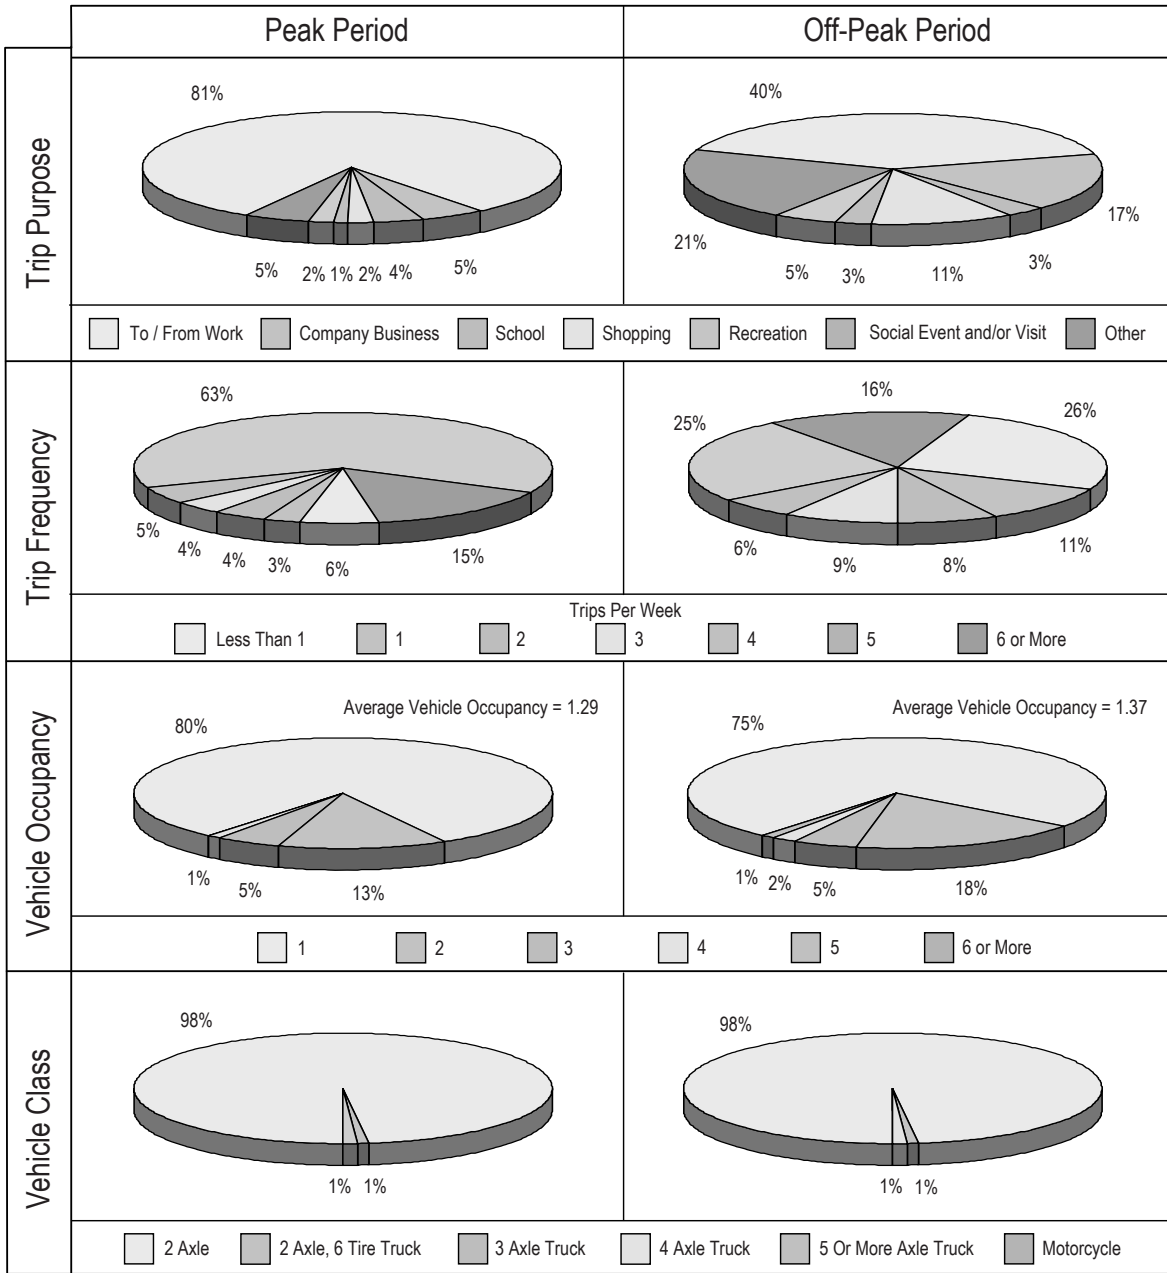 Peak Period
Off-Peak Period
Trip Purpose
81%
5%
2%
1%
2%
4%
5%
40%
17%
21%
5%
3%
11%
3%
To / From Work
Company Business
School
Shopping
Recreation
Social Event and/or Visit
Other
Trip Frequency
63%
5%
4%
4%
3%
6%
15%
16%
25%
26%
6%
9%
8%
11%
Trips Per Week
Less Than 1
1
2
3
4
5
6 or More
Vehicle Occupancy
Average Vehicle Occupancy = 1.29
80%
1%
5%
13%
Average Vehicle Occupancy = 1.37
75%
1%
2%
5%
18%
1
2
3
4
5
6 or More
Vehicle Class
98%
1%
1%
98%
1%
1%
2 Axle
2 Axle, 6 Tire Truck
3 Axle Truck
4 Axle Truck
5 Or More Axle Truck
Motorcycle